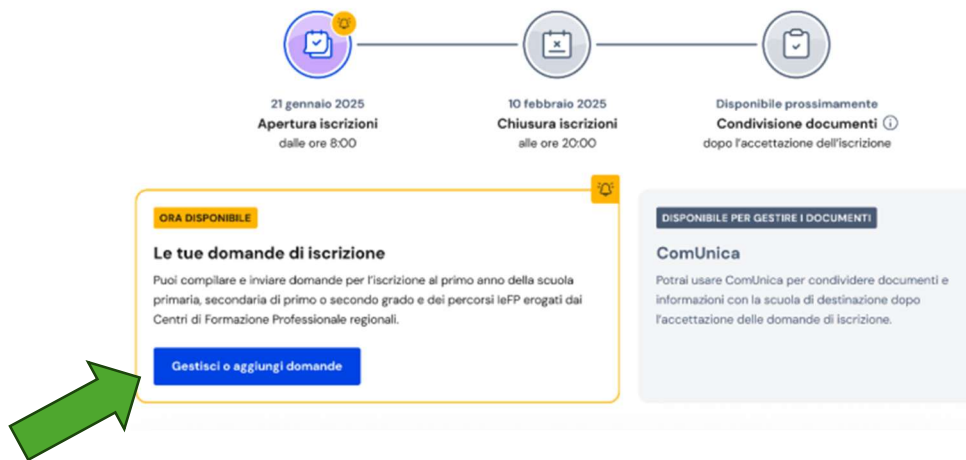 21 gennaio 2025
Apertura iscrizioni
dalle ore 8:00
10 febbraio 2025
Chiusura iscrizioni
alle ore 20:00
Disponibile prossimamente
Condivisione documenti
dopo l'accettazione dell'iscrizione
ORA DISPONIBILE
Le tue domande di iscrizione
Puoi compilare e inviare domande per l'iscrizione al primo anno della scuola
primaria, secondaria di primo o secondo grado e dei percorsi IeFP erogati dai
Centri di Formazione Professionale regionali.
Gestisci o aggiungi domande
DISPONIBILE PER GESTIRE I DOCUMENTI
ComUnica
Potrai usare ComUnica per condividere documenti e
informazioni con la scuola di destinazione dopo
l'accettazione delle domande di iscrizione.